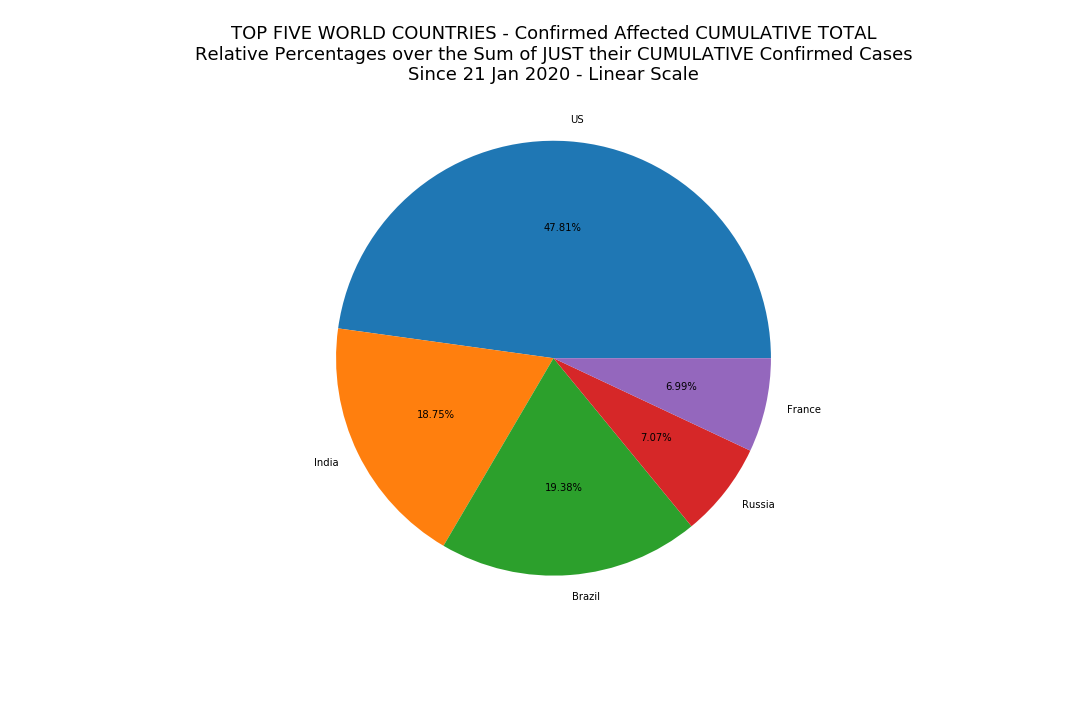 TOP FIVE WORLD COUNTRIES - Confirmed Affected CUMULATIVE TOTAL
Relative Percentages over the Sum of JUST their CUMULATIVE Confirmed Cases
Since 21 Jan 2020 - Linear Scale
US
47.81%
6.99%
France
18.75%
7.07%
India
19.38%
Russia
Brazil